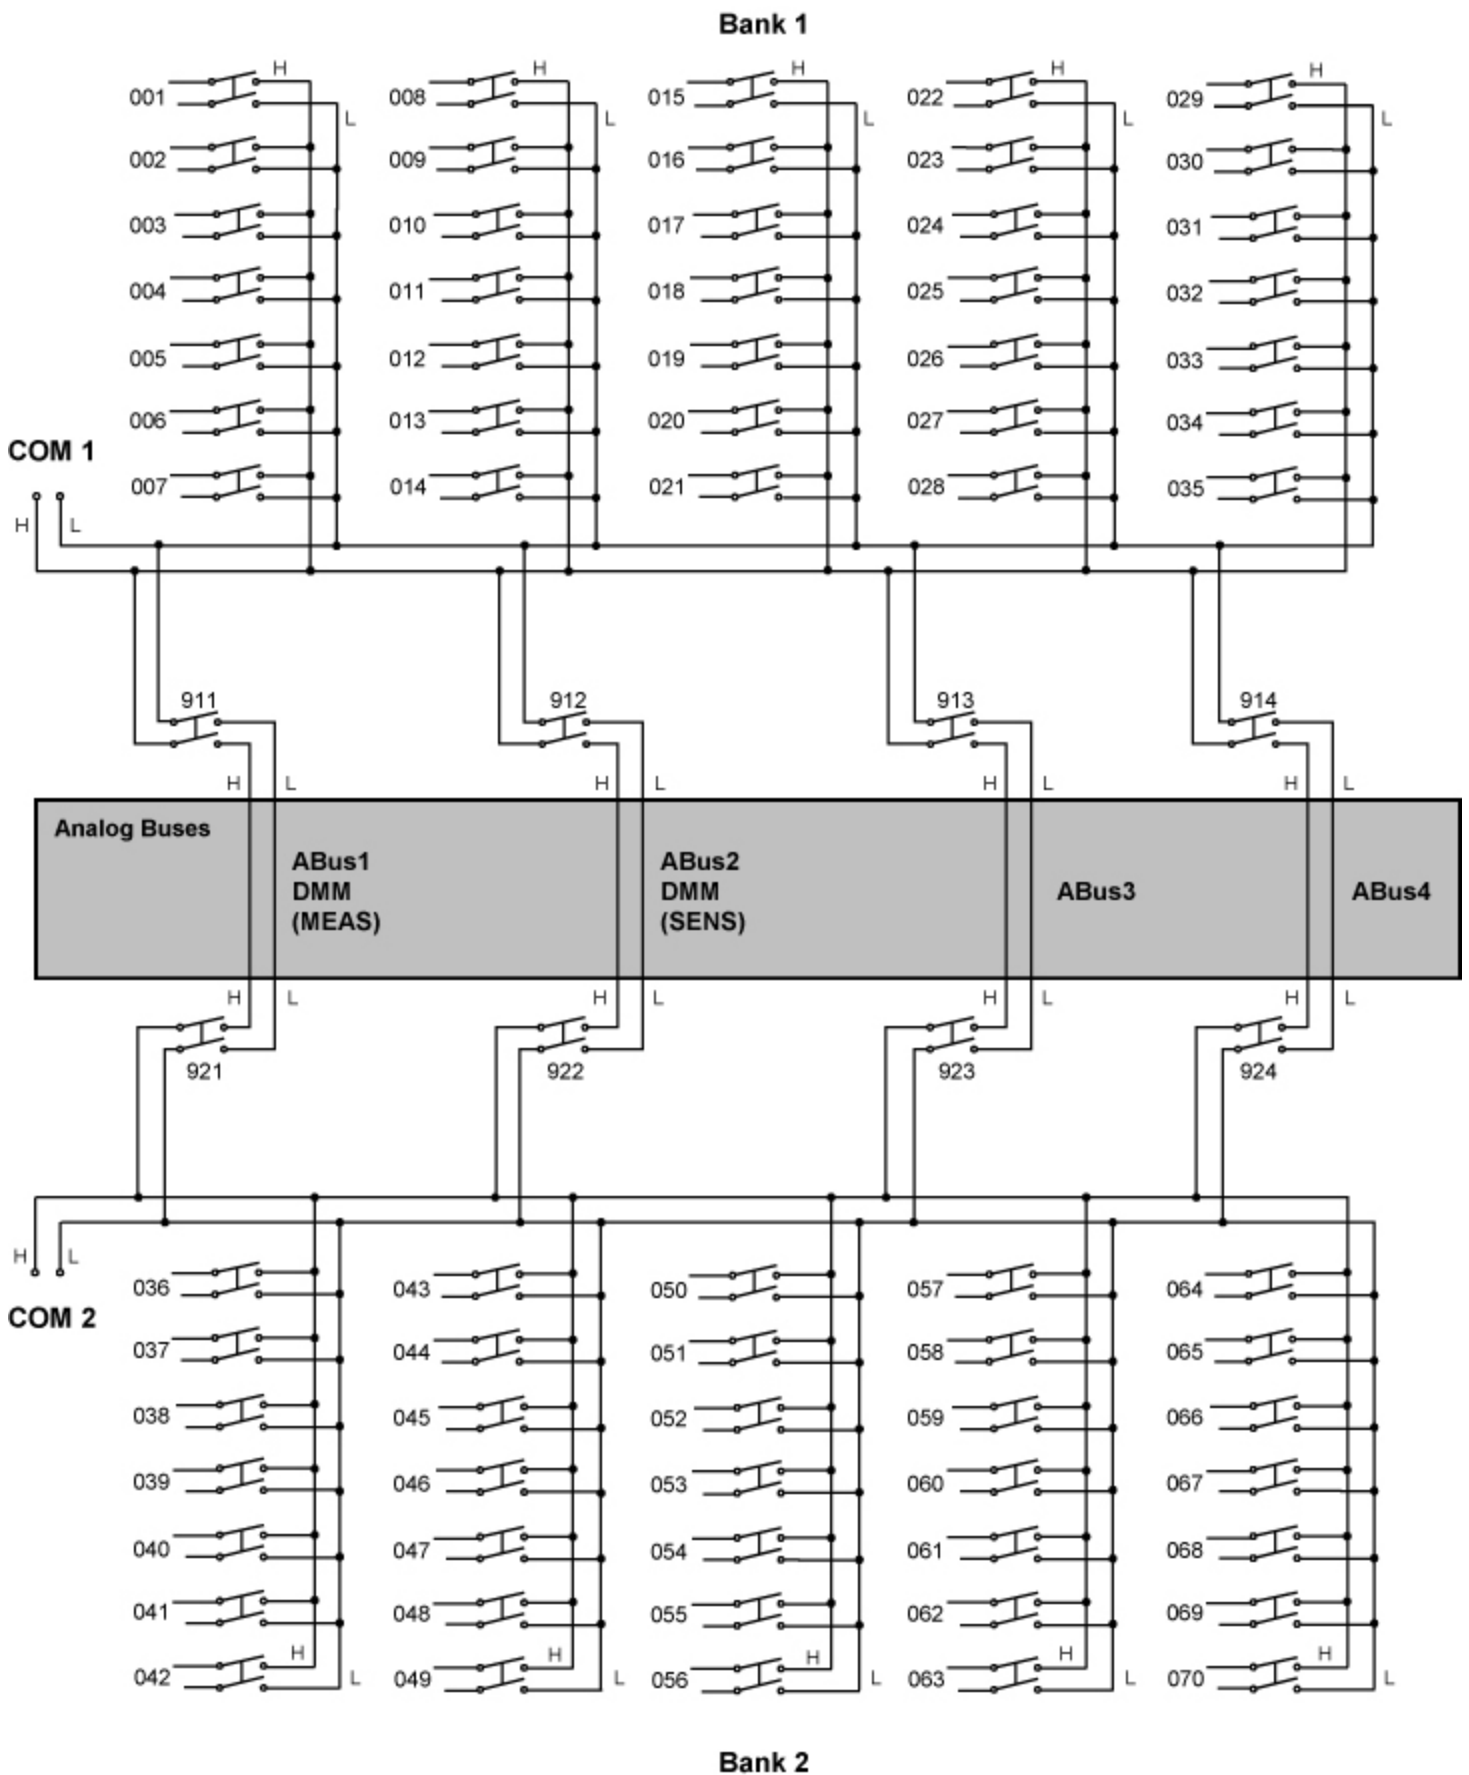 Bank 1
H H H H H
001 008 015 022 029
L L L L L
002 009 016 023 030
003 010 017 024 031
004 011 018 025 032
005 012 019 026 033
006 013 020 027 034
COM 1
007 014 021 028 035
H L
911 912 913 914
H L H L H L H L
Analog Buses
ABus1
DMM
(MEAS)
ABus2
DMM
(SENS)
ABus3
ABus4
H L H L H L H L
921 922 923 924
H L
036 043 050 057 064
COM 2
037 044 051 058 065
038 045 052 059 066
039 046 053 060 067
040 047 054 061 068
041 048 055 062 069
H H H H H
042 049 056 063 070
L L L L L
Bank 2